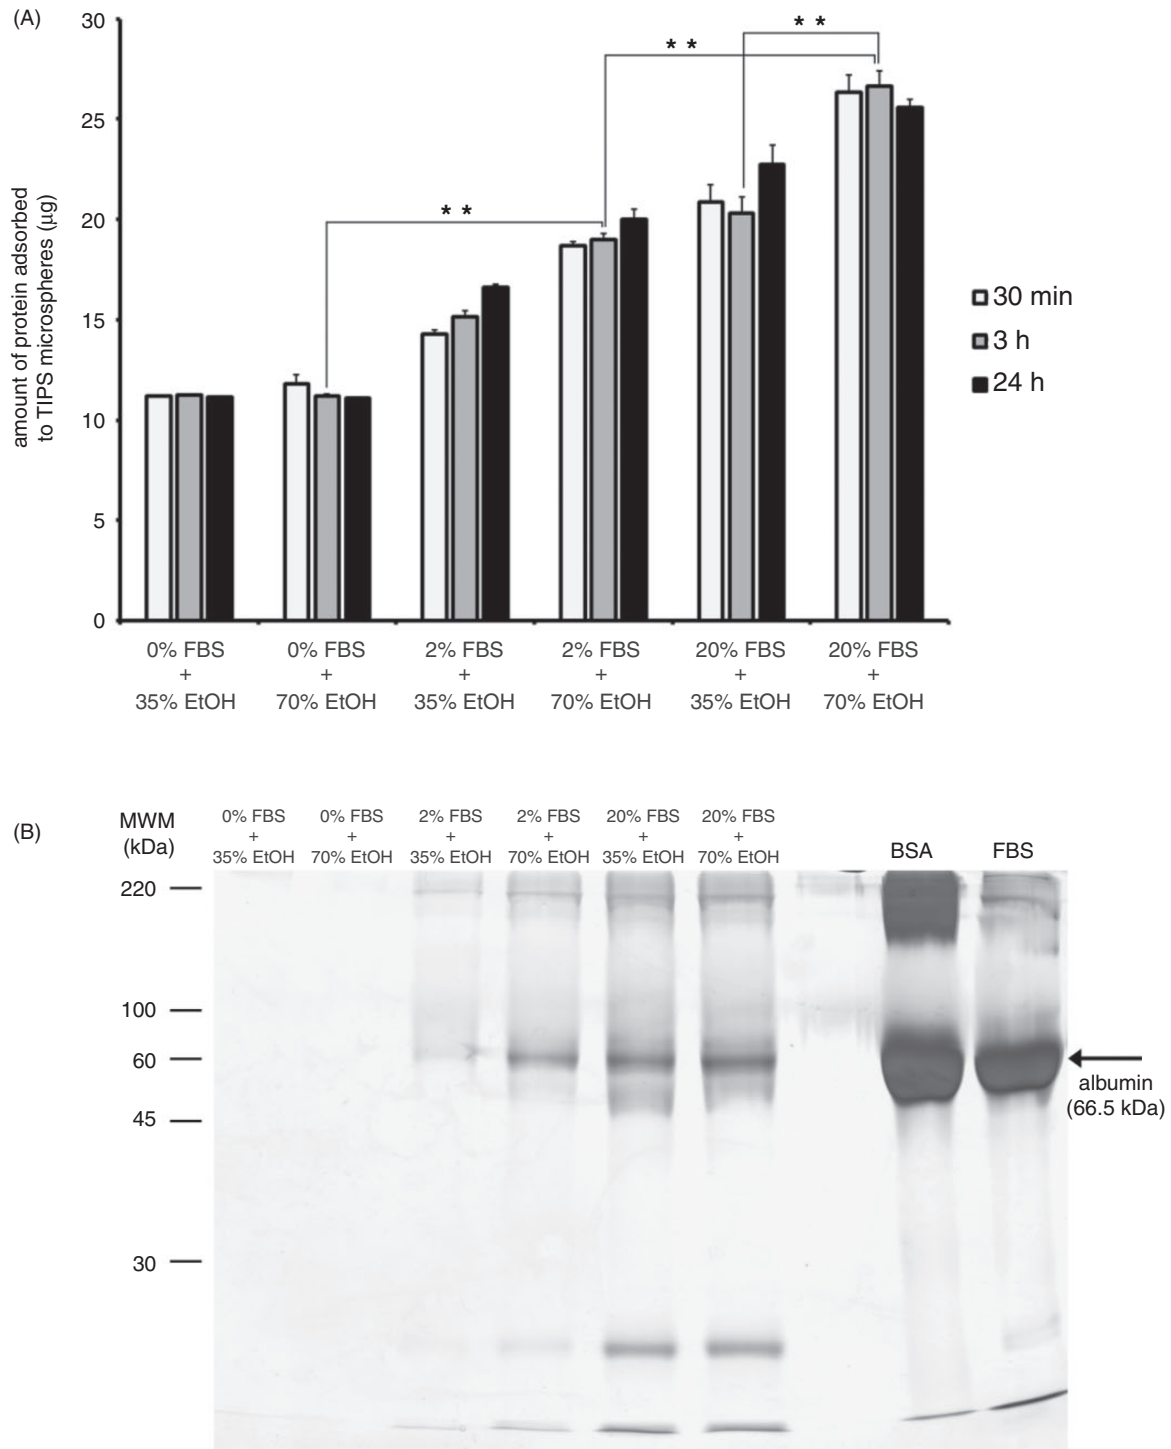 (A)
amount of protein adsorbed
to TIPS microspheres (μg)
30
25
20
15
10
5
0
* *
* *
* *
30 min
3 h
24 h
0% FBS
+
35% EtOH
0% FBS
+
70% EtOH
2% FBS
+
35% EtOH
2% FBS
+
70% EtOH
20% FBS
+
35% EtOH
20% FBS
+
70% EtOH
(B)
MWM
(kDa)
0% FBS
+
35% EtOH
0% FBS
+
70% EtOH
2% FBS
+
35% EtOH
2% FBS
+
70% EtOH
20% FBS
+
35% EtOH
20% FBS
+
70% EtOH
BSA
FBS
220
100
60
45
30
albumin
(66.5 kDa)